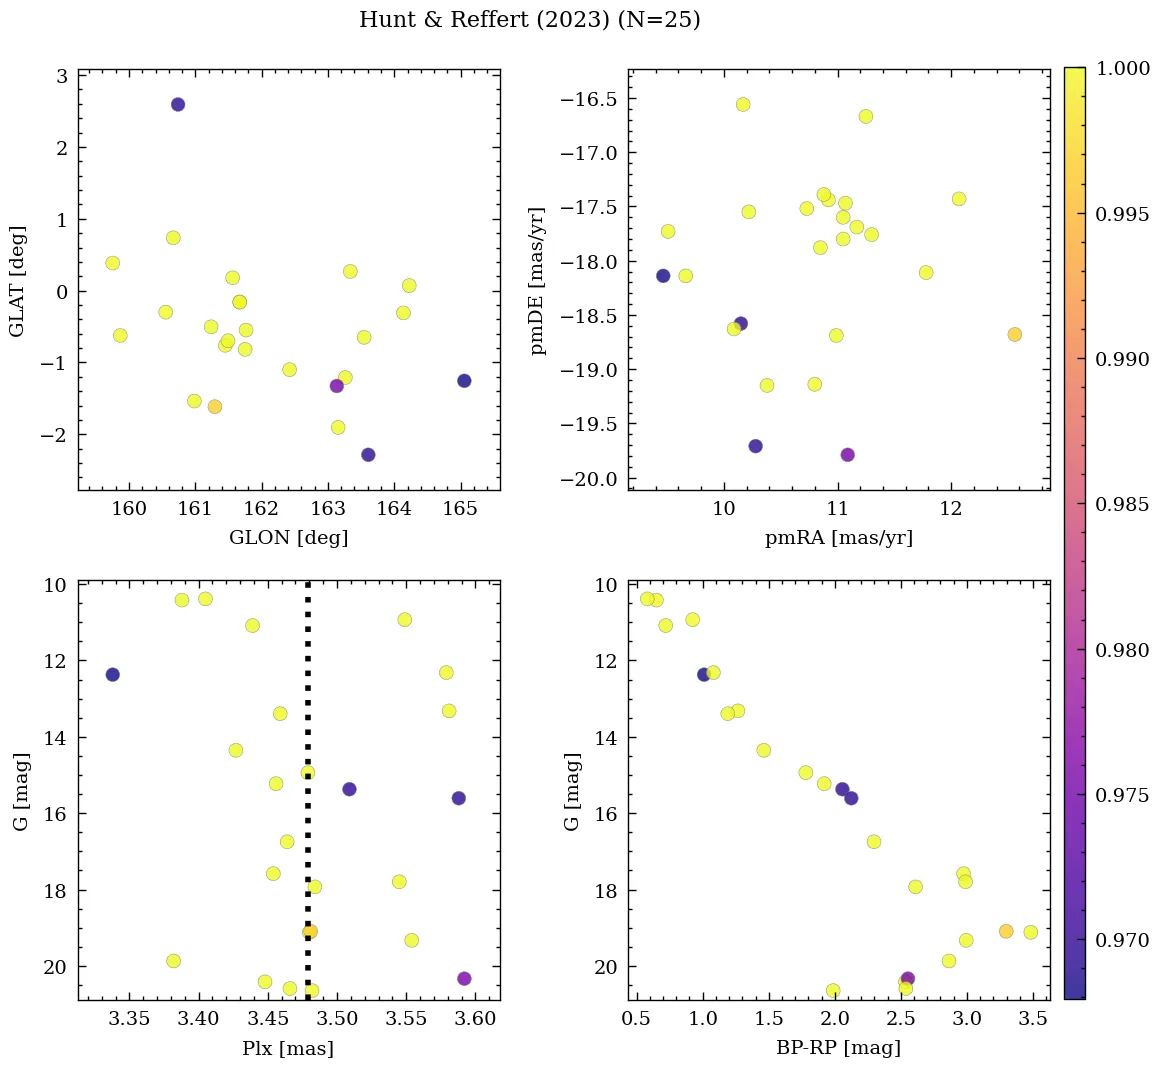 Hunt & Reffert (2023) (N=25)
3
2
1
0
−1
−2
GLAT [deg]
160 161 162 163 164 165
GLON [deg]
−16.5
−17.0
−17.5
−18.0
−18.5
−19.0
−19.5
−20.0
pmDE [mas/yr]
10 11 12
pmRA [mas/yr]
10
12
14
16
18
20
G [mag]
3.35 3.40 3.45 3.50 3.55 3.60
Plx [mas]
10
12
14
16
18
20
G [mag]
0.5 1.0 1.5 2.0 2.5 3.0 3.5
BP-RP [mag]
1.000
0.995
0.990
0.985
0.980
0.975
0.970